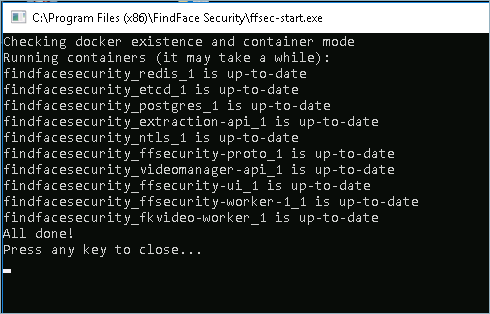 C:\Program Files (x86)\FindFace Security\ffsec-start.exe
Checking docker existence and container mode
Running containers (it may take a while):
findfacesecurity_redis_1 is up-to-date
findfacesecurity_etcd_1 is up-to-date
findfacesecurity_postgres_1 is up-to-date
findfacesecurity_extraction-api_1 is up-to-date
findfacesecurity_ntls_1 is up-to-date
findfacesecurity_ffsecurity-proto_1 is up-to-date
findfacesecurity_videomanager-api_1 is up-to-date
findfacesecurity_ffsecurity-ui_1 is up-to-date
findfacesecurity_ffsecurity-worker-1_1 is up-to-date
findfacesecurity_fkvideo-worker_1 is up-to-date
All done!
Press any key to close...